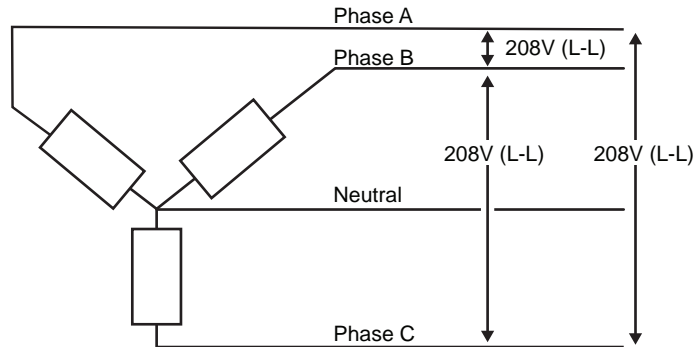 Phase A
208V (L-L)
Phase B
208V (L-L)
208V (L-L)
Neutral
Phase C